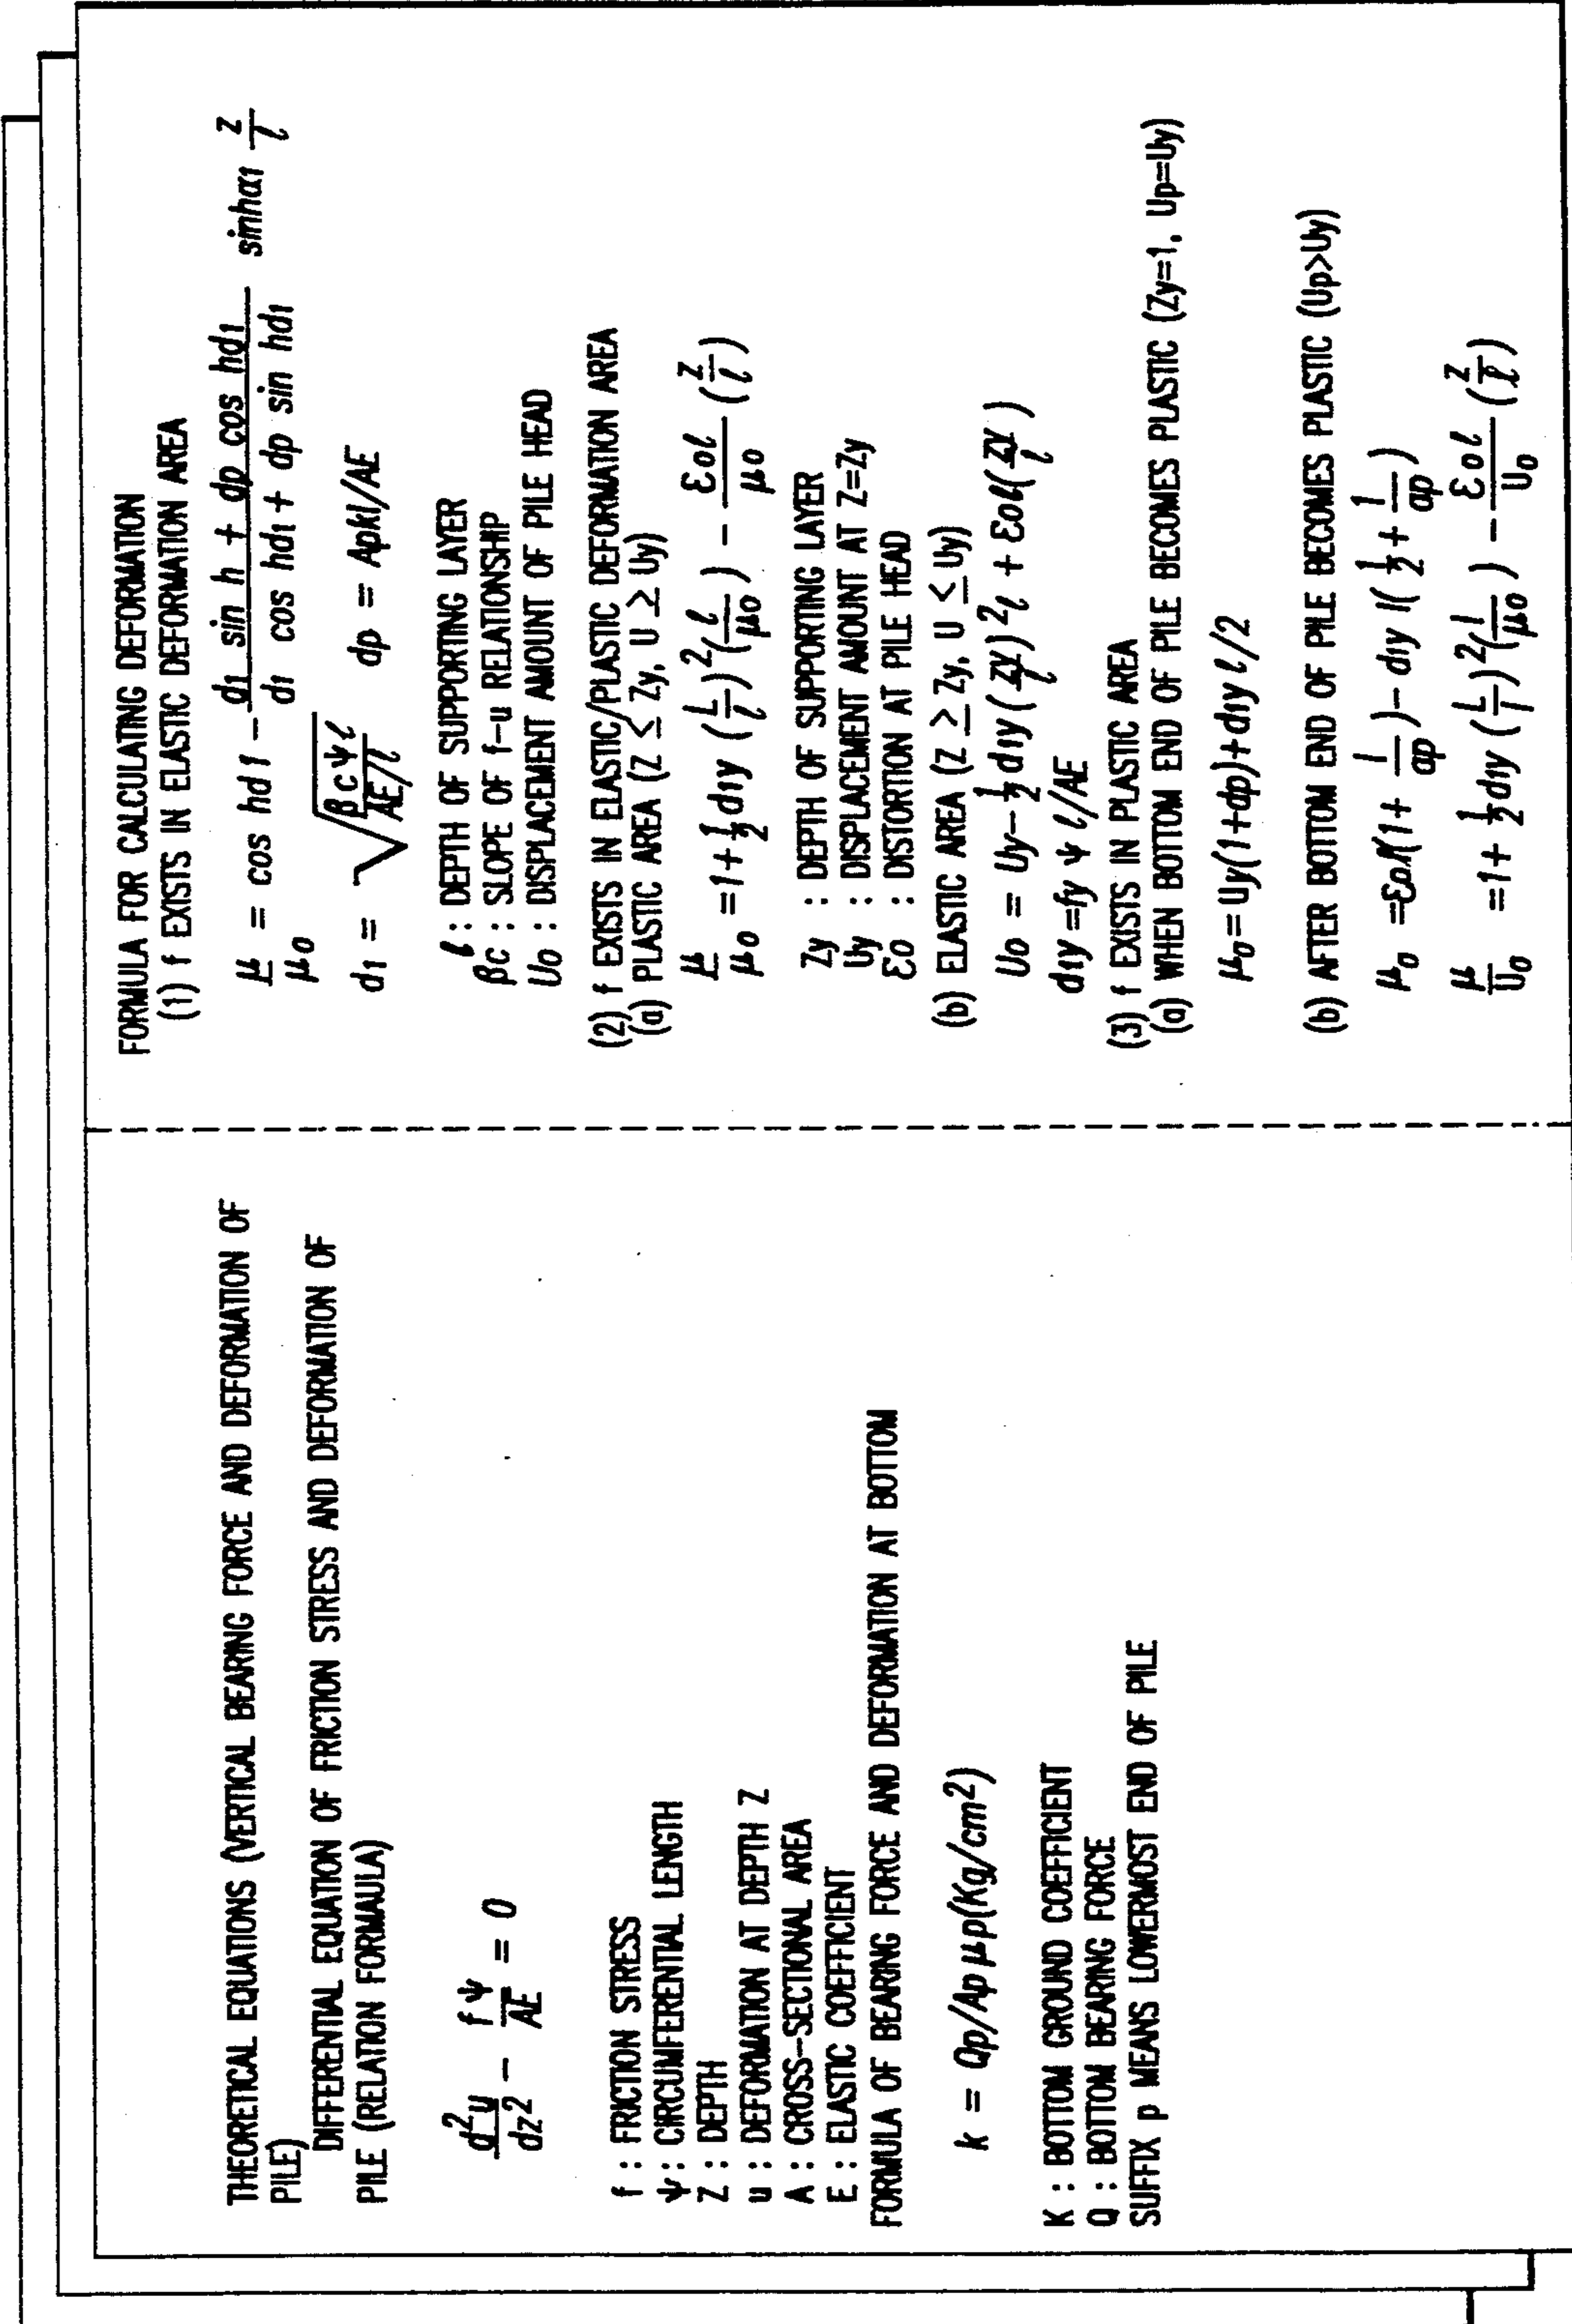 THEORETICAL EQUATIONS (VERTICAL BEARING FORCE AND DEFORMATION OF
PILE)
DIFFERENTIAL EQUATION OF FRICTION STRESS AND DEFORMATION OF
PILE (RELATION FORMAULA)
d²u/dz² - fψ/AE = 0
f : FRICTION STRESS
ψ : CIRCUMFERENTIAL LENGTH
Z : DEPTH
u : DEFORMATION AT DEPTH Z
A : CROSS-SECTIONAL AREA
E : ELASTIC COEFFICIENT
FORMULA OF BEARING FORCE AND DEFORMATION AT BOTTOM
k = Qp/Ap μp(Kg/cm²)
K : BOTTOM GROUND COEFFICIENT
Q : BOTTOM BEARING FORCE
SUFFIX p MEANS LOWERMOST END OF PILE
FORMULA FOR CALCULATING DEFORMATION
(1) f EXISTS IN ELASTIC DEFORMATION AREA
μ/μo = cos hd1 - (d1 sin h + dp cos hd1)/(d1 cos hd1 + dp sin hd1) sinhα1 z/ℓ
d1 = √((βcψℓ)/(AE/ℓ)) dp = Apkl/AE
ℓ : DEPTH OF SUPPORTING LAYER
βc : SLOPE OF f-u RELATIONSHIP
Uo : DISPLACEMENT AMOUNT OF PILE HEAD
(2) f EXISTS IN ELASTIC/PLASTIC DEFORMATION AREA
(a) PLASTIC AREA (Z ≤ Zy, U ≥ Uy)
μ/μo = 1+½d1y (L/ℓ)²(ℓ/μo) - εoℓ/μo (z/ℓ)
Zy : DEPTH OF SUPPORTING LAYER
Uy : DISPLACEMENT AMOUNT AT Z=Zy
εo : DISTORTION AT PILE HEAD
(b) ELASTIC AREA (Z ≥ Zy, U ≤ Uy)
Uo = Uy-½d1y(zy/ℓ)²ℓ + εoℓ(zy/ℓ)
d1y =fy ψ ℓ/AE
(3) f EXISTS IN PLASTIC AREA
(a) WHEN BOTTOM END OF PILE BECOMES PLASTIC (Zy=1, Up=Uy)
μo = Uy(1+dp)+d1y ℓ/2
(b) AFTER BOTTOM END OF PILE BECOMES PLASTIC (Up>Uy)
μo =εoℓ(1+ 1/ap)- d1y l(½ + 1/ap)
μ/Uo =1+ ½d1y (L/l)²(1/μo) - εoℓ/Uo (z/ℓ)